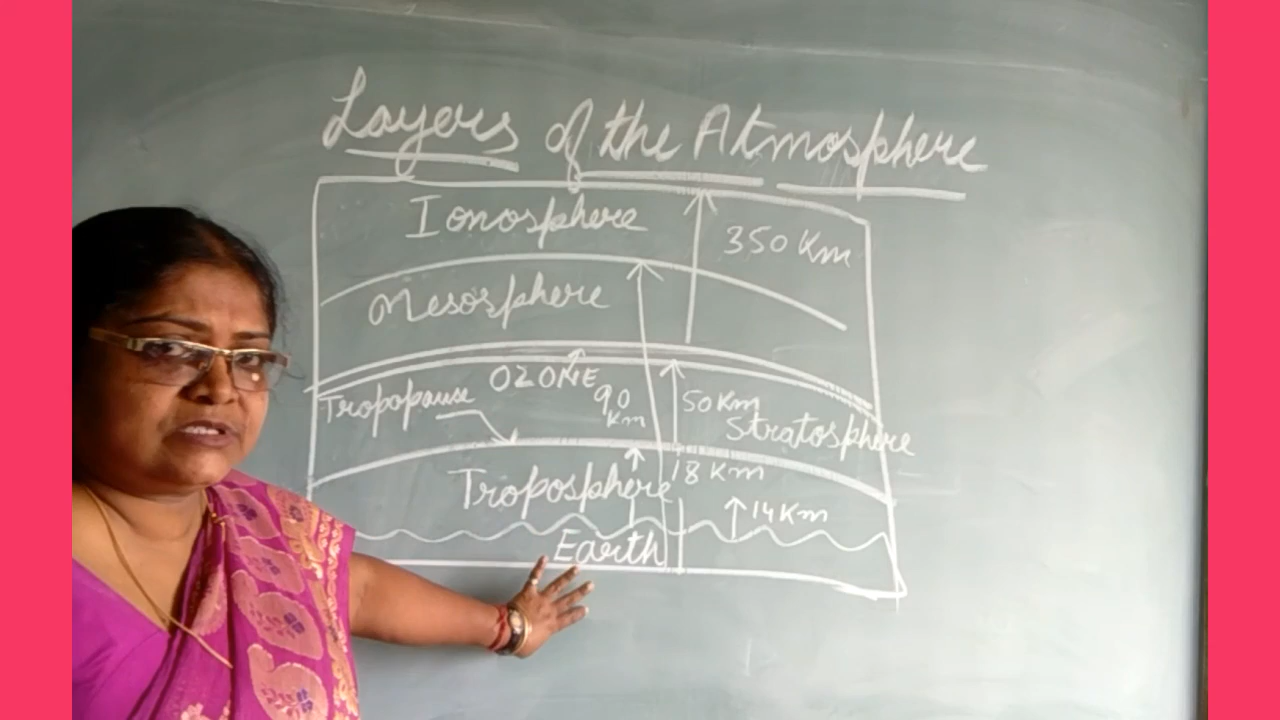 Layers of the Atmosphere
Ionosphere
350 Km
Mesosphere
OZONE
Tropopause
90
Km
50 Km
Stratosphere
Troposphere
18 Km
14 Km
Earth